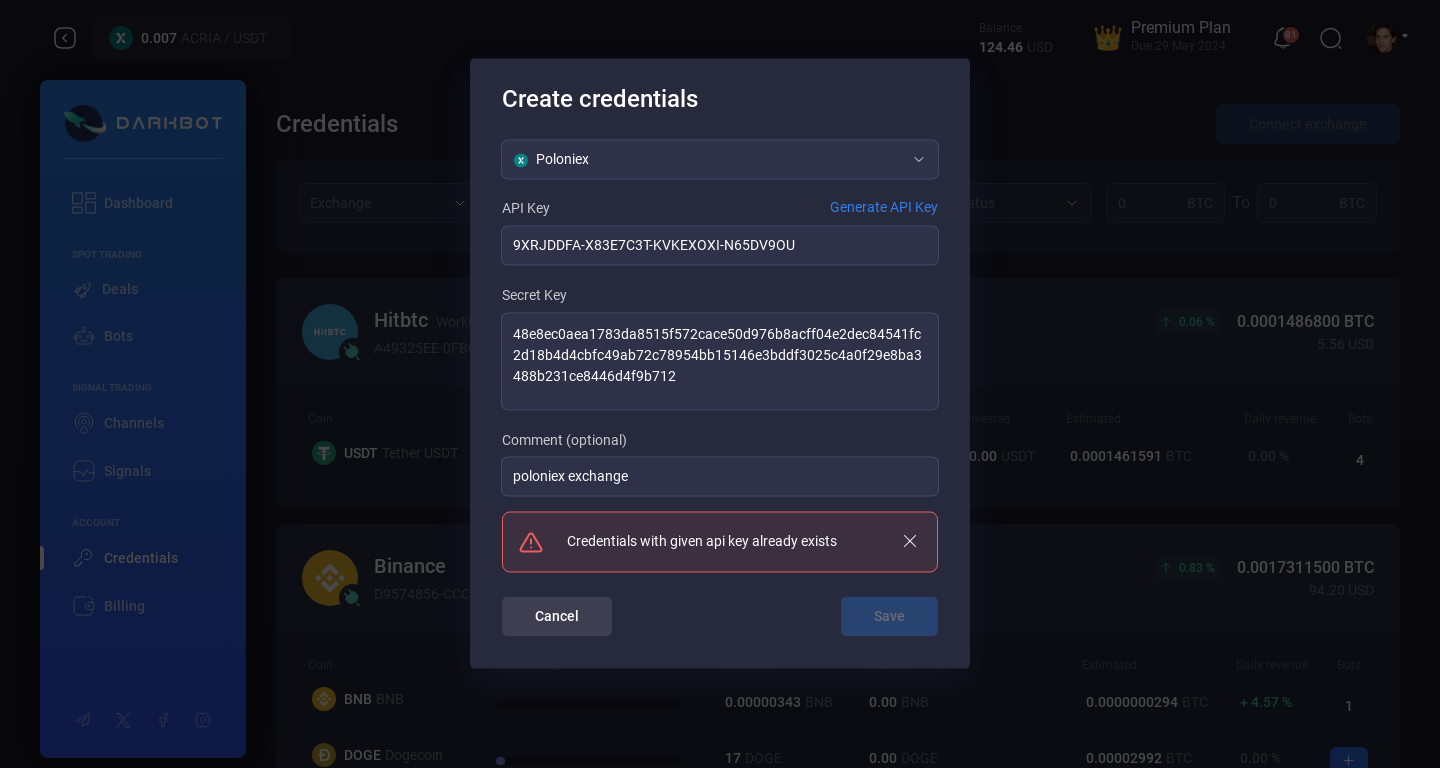 0.007 ACRIA / USDT
Balance
124.46 USD
Premium Plan
Due 29 May 2024
81
DARKBOT
Dashboard
SPOT TRADING
Deals
Bots
SIGNAL TRADING
Channels
Signals
ACCOUNT
Credentials
Billing
Credentials
Connect exchange
Exchange
atus
0 BTC To 0 BTC
HitBTC
Hitbtc Work
A49325EE-0FB
0.06 %
0.0001486800 BTC
5.56 USD
Coin
nvested
Estimated
Daily revenue
Bots
USDT Tether USDT
0.00 USDT
0.0001461591 BTC
0.00 %
4
Binance
D9574856-CCC
0.83 %
0.0017311500 BTC
94.20 USD
Coin
Estimated
Daily revenue
Bots
BNB BNB
0.00000343 BNB
0.00 BNB
0.0000000294 BTC
+ 4.57 %
1
DOGE Dogecoin
17 DOGE
0.00 DOGE
0.00002992 BTC
0.00 %
+
Create credentials
Poloniex
API Key
Generate API Key
9XRJDDFA-X83E7C3T-KVKEXOXI-N65DV9OU
Secret Key
48e8ec0aea1783da8515f572cace50d976b8acff04e2dec84541fc
2d18b4d4cbfc49ab72c78954bb15146e3bddf3025c4a0f29e8ba3
488b231ce8446d4f9b712
Comment (optional)
poloniex exchange
Credentials with given api key already exists
Cancel
Save